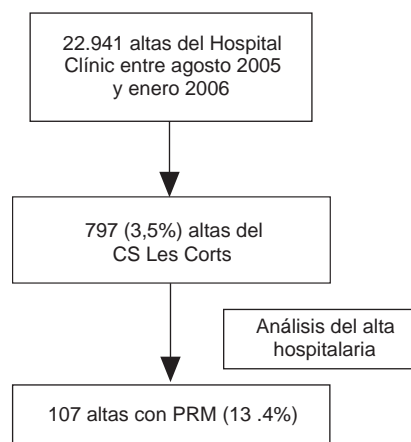 22.941 altas del Hospital
Clínic entre agosto 2005
y enero 2006
797 (3,5%) altas del
CS Les Corts
Análisis del alta
hospitalaria
107 altas con PRM (13 .4%)